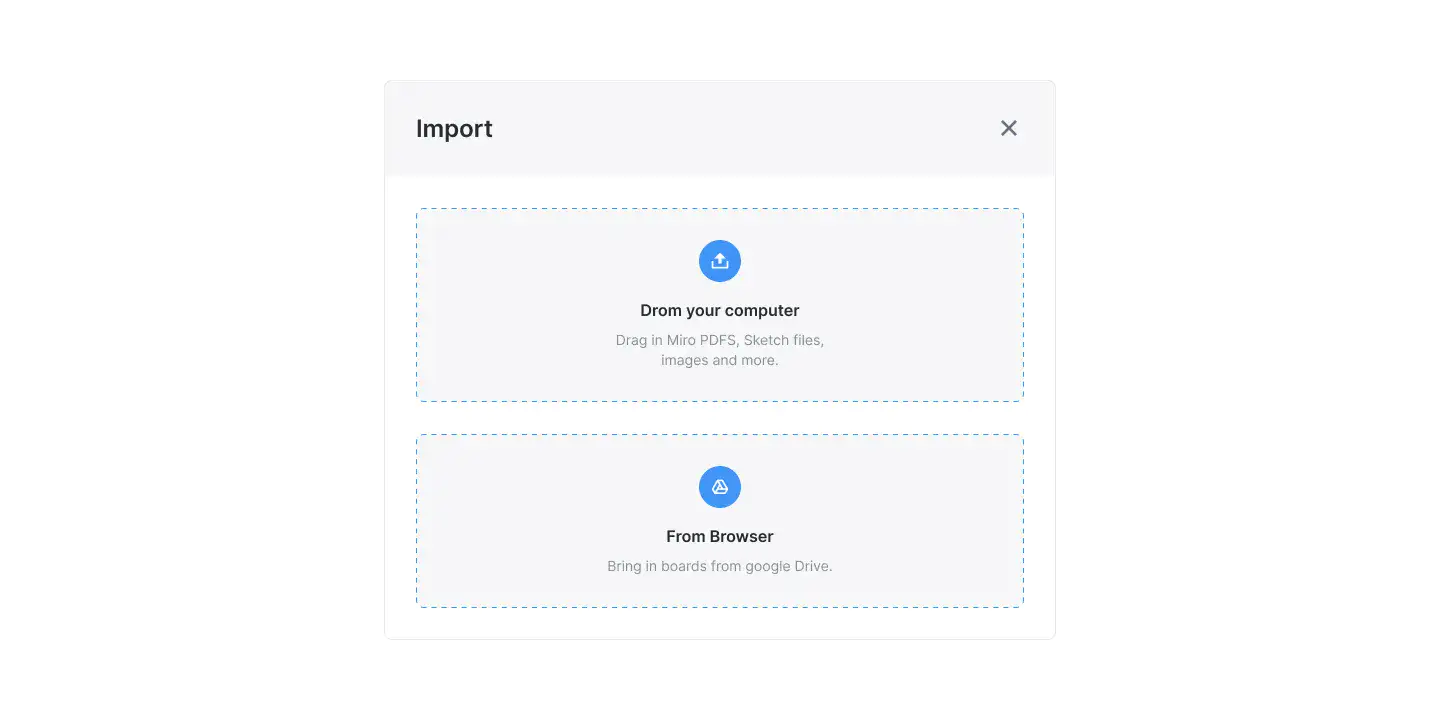 Import
Drom your computer
Drag in Miro PDFS, Sketch files,
images and more.
From Browser
Bring in boards from google Drive.